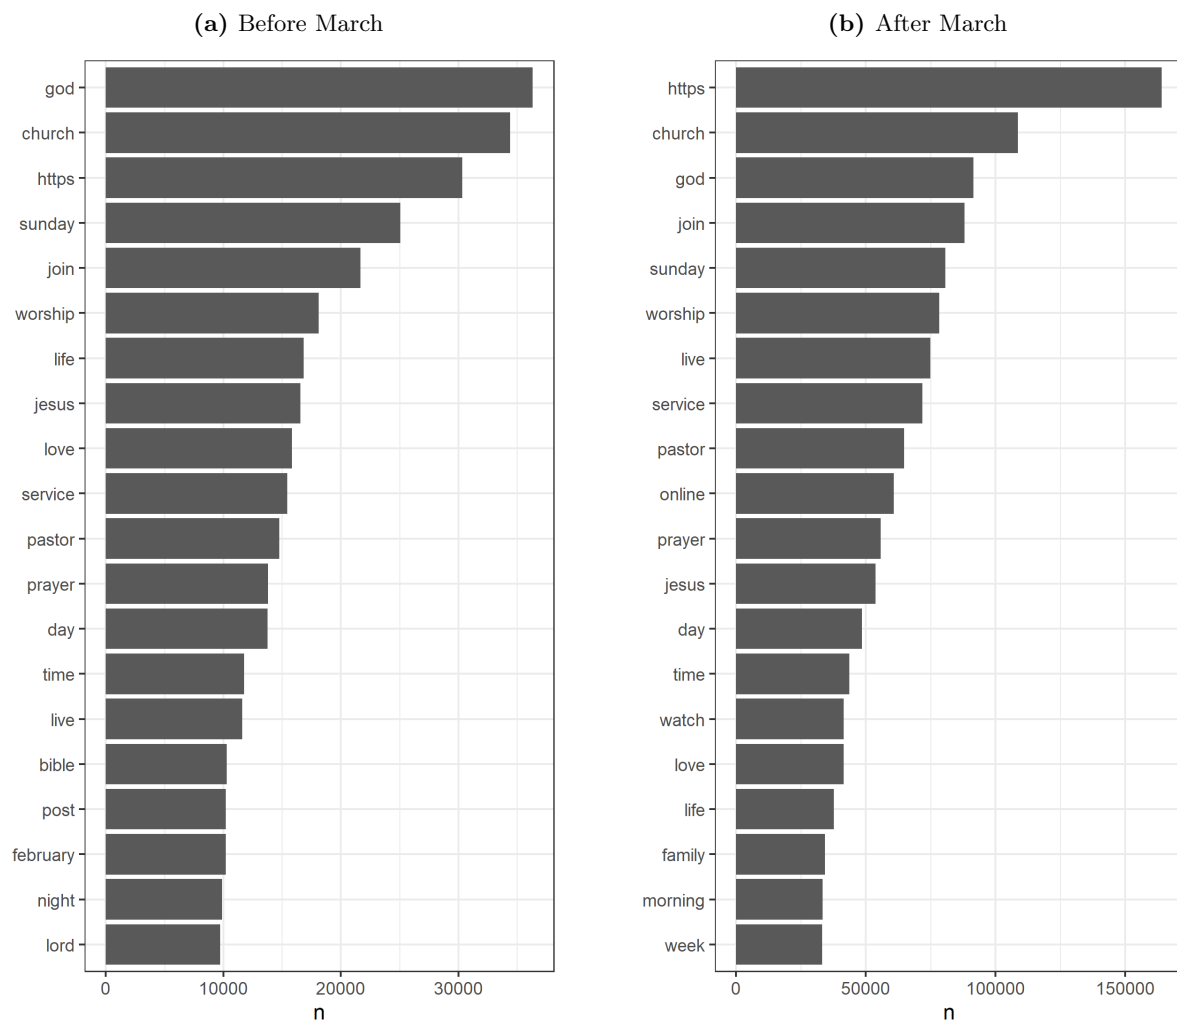 (a) Before March
god
church
https
sunday
join
worship
life
jesus
love
service
pastor
prayer
day
time
live
bible
post
february
night
lord
0 10000 20000 30000
n
(b) After March
https
church
god
join
sunday
worship
live
service
pastor
online
prayer
jesus
day
time
watch
love
life
family
morning
week
0 50000 100000 150000
n